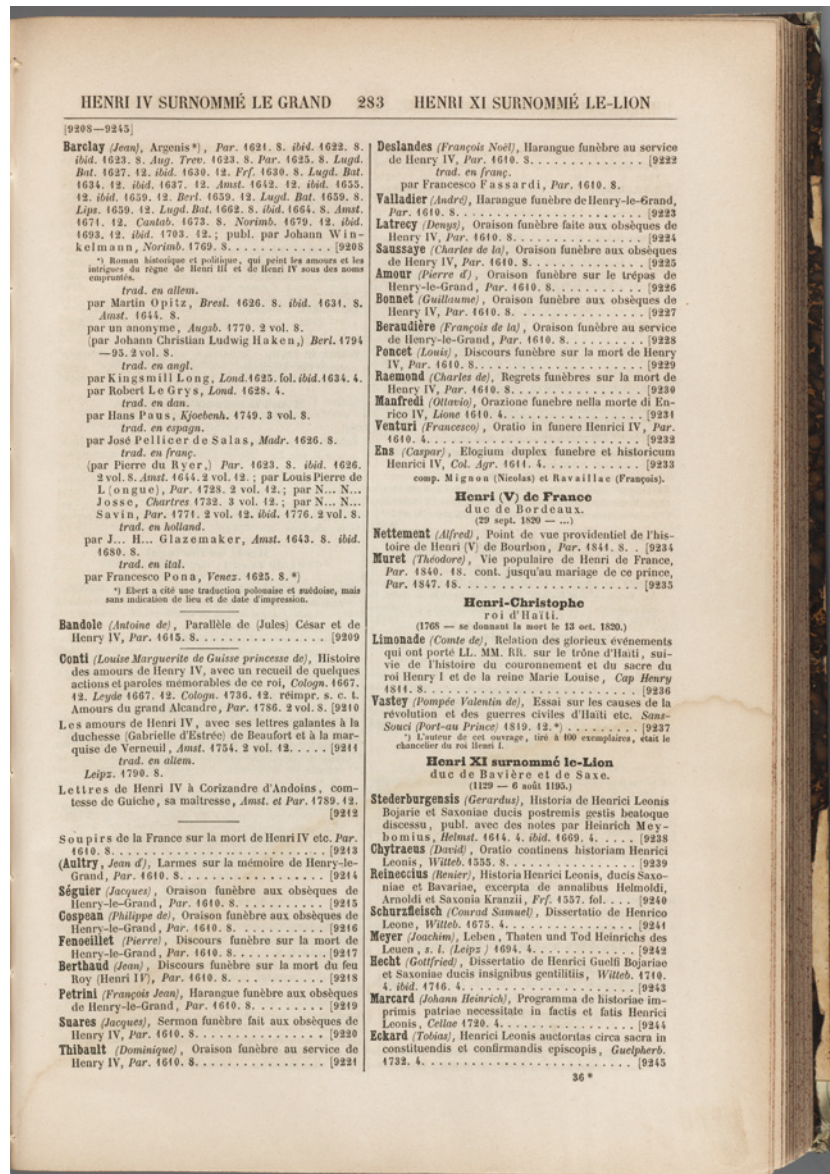 HENRI IV SURNOMMÉ LE GRAND 283 HENRI XI SURNOMMÉ LE-LION
[9208—9245]
Barclay (Jean), Argenis*), Par. 1621. 8. ibid. 1622. 8.
ibid. 1623. 8. Aug. Trev. 1623. 8. Par. 1625. 8. Lugd.
Bat. 1627. 12. ibid. 1630. 12. Frf. 1630. 8. Lugd. Bat.
1634. 12. ibid. 1637. 12. Amst. 1642. 12. ibid. 1655.
12. ibid. 1659. 12. Berl. 1659. 12. Lugd. Bat. 1659. 8.
Lips. 1659. 12. Lugd. Bat. 1662. 8. ibid. 1664. 8. Amst.
1671. 12. Cantab. 1673. 8. Norimb. 1679. 12. ibid.
1693. 12. ibid. 1703. 12.; publ. par Johann Win-
kelmann, Norimb. 1769. 8. . . . . . . . . . . . . [9208
*) Roman historique et politique, qui peint les amours et les
intrigues du règne de Henri III et de Henri IV sous des noms
empruntés.
trad. en allem.
par Martin Opitz, Bresl. 1626. 8. ibid. 1631. 8.
Amst. 1644. 8.
par un anonyme, Augsb. 1770. 2 vol. 8.
(par Johann Christian Ludwig Haken,) Berl. 1794
—95. 2 vol. 8.
trad. en angl.
par Kingsmill Long, Lond. 1625. fol. ibid. 1634. 4.
par Robert Le Grys, Lond. 1628. 4.
trad. en dan.
par Hans Paus, Kjoebenh. 1749. 3 vol. 8.
trad. en espagn.
par José Pellicer de Salas, Madr. 1626. 8.
trad. en franç.
(par Pierre du Ryer,) Par. 1623. 8. ibid. 1626.
2 vol. 8. Amst. 1644. 2 vol. 12.; par Louis Pierre de
L(ongue), Par. 1728. 2 vol. 12.; par N... N...
Josse, Chartres 1732. 3 vol. 12.; par N... N...
Savin, Par. 1771. 2 vol. 12. ibid. 1776. 2 vol. 8.
trad. en holland.
par J... H... Glazemaker, Amst. 1643. 8. ibid.
1680. 8.
trad. en ital.
par Francesco Pona, Venez. 1625. 8. *)
*) Ebert a cité une traduction polonaise et suédoise, mais
sans indication de lieu et de date d'impression.
Bandole (Antoine de), Parallèle de (Jules) César et de
Henry IV, Par. 1615. 8. . . . . . . . . . . . . [9209
Conti (Louise Marguerite de Guisse princesse de), Histoire
des amours de Henry IV, avec un recueil de quelques
actions et paroles mémorables de ce roi, Cologn. 1667.
12. Leyde 1667. 12. Cologn. 1736. 12. réimpr. s. c. t.
Amours du grand Alcandre, Par. 1786. 2 vol. 8. [9210
Les amours de Henri IV, avec ses lettres galantes à la
duchesse (Gabrielle d'Estrée) de Beaufort et à la mar-
quise de Verneuil, Amst. 1754. 2 vol. 12. . . . . [9211
trad. en allem.
Leipz. 1790. 8.
Lettres de Henri IV à Corizandre d'Andoins, com-
tesse de Guiche, sa maîtresse, Amst. et Par. 1789. 12.
[9212
Soupirs de la France sur la mort de Henri IV etc. Par.
1610. 8. . . . . . . . . . . . . [9213
(Aultry, Jean d'), Larmes sur la mémoire de Henry-le-
Grand, Par. 1610. 8. . . . . . . . . . . . . [9214
Séguier (Jacques), Oraison funèbre aux obsèques de
Henry-le-Grand, Par. 1610. 8. . . . . . . . . . [9215
Cospean (Philippe de), Oraison funèbre aux obsèques de
Henry-le-Grand, Par. 1610. 8. . . . . . . . . . [9216
Fenoeillet (Pierre), Discours funèbre sur la mort de
Henry-le-Grand, Par. 1610. 8. . . . . . . . . . [9217
Berthaud (Jean), Discours funèbre sur la mort du feu
Roy (Henri IV), Par. 1610. 8. . . . . . . . . . [9218
Petrini (François Jean), Harangue funèbre aux obsèques
de Henry-le-Grand, Par. 1610. 8. . . . . . . . [9219
Suares (Jacques), Sermon funèbre fait aux obsèques de
Henry IV, Par. 1610. 8. . . . . . . . . . . . . [9220
Thibault (Dominique), Oraison funèbre au service de
Henry IV, Par. 1610. 8. . . . . . . . . . . . . [9221
Deslandes (François Noël), Harangue funèbre au service
de Henry IV, Par. 1610. 8. . . . . . . . . . . . [9222
trad. en franç.
par Francesco Fassardi, Par. 1610. 8.
Valladier (André), Harangue funèbre de Henry-le-Grand,
Par. 1610. 8. . . . . . . . . . . . . [9223
Latrecy (Denys), Oraison funèbre faite aux obsèques de
Henry IV, Par. 1610. 8. . . . . . . . . . . . . [9224
Saussaye (Charles de la), Oraison funèbre aux obsèques
de Henry IV, Par. 1610. 8. . . . . . . . . . . . [9225
Amour (Pierre d'), Oraison funèbre sur le trépas de
Henry-le-Grand, Par. 1610. 8. . . . . . . . . . [9226
Bonnet (Guillaume), Oraison funèbre aux obsèques de
Henry IV, Par. 1610. 8. . . . . . . . . . . . . [9227
Beraudière (François de la), Oraison funèbre au service
de Henry-le-Grand, Par. 1610. 8. . . . . . . . [9228
Poncet (Louis), Discours funèbre sur la mort de Henry
IV, Par. 1610. 8. . . . . . . . . . . . . [9229
Raemond (Charles de), Regrets funèbres sur la mort de
Henry IV, Par. 1610. 8. . . . . . . . . . . . . [9230
Manfredi (Ottavio), Orazione funebre nella morte di En-
rico IV, Lione 1610. 4. . . . . . . . . . . . . [9231
Venturi (Francesco), Oratio in funere Henrici IV, Par.
1610. 4. . . . . . . . . . . . . [9232
Ens (Caspar), Elogium duplex funebre et historicum
Henrici IV, Col. Agr. 1611. 4. . . . . . . . . . [9233
comp. Mignon (Nicolas) et Ravaillac (François).
Henri (V) de France
duc de Bordeaux.
(29 sept. 1820 — ...)
Nettement (Alfred), Point de vue providentiel de l'his-
toire de Henri (V) de Bourbon, Par. 1841. 8. . [9234
Muret (Théodore), Vie populaire de Henri de France,
Par. 1840. 18. cont. jusqu'au mariage de ce prince,
Par. 1847. 18. . . . . . . . . . . . . [9235
Henri-Christophe
roi d'Haïti.
(1768 — se donnant la mort le 13 oct. 1820.)
Limonade (Comte de), Relation des glorieux événements
qui ont porté LL. MM. RR. sur le trône d'Haïti, sui-
vie de l'histoire du couronnement et du sacre du
roi Henry I et de la reine Marie Louise, Cap Henry
1811. 8. . . . . . . . . . . . . [9236
Vastey (Pompée Valentin de), Essai sur les causes de la
révolution et des guerres civiles d'Haïti etc. Sans-
Souci (Port-au Prince) 1819. 12.*) . . . . . . . [9237
*) L'auteur de cet ouvrage, tiré à 100 exemplaires, était le
chancelier du roi Henri I.
Henri XI surnommé le-Lion
duc de Bavière et de Saxe.
(1129 — 6 août 1195.)
Stederburgensis (Gerardus), Historia de Henrici Leonis
Bojarie et Saxoniae ducis postremis gestis beatoque
discessu, publ. avec des notes par Heinrich Mey-
bomius, Helmst. 1614. 4. ibid. 1669. 4. . . . . [9238
Chytraeus (David), Oratio continens historiam Henrici
Leonis, Witteb. 1555. 8. . . . . . . . . . . . . [9239
Reineccius (Renier), Historia Henrici Leonis, ducis Saxo-
niae et Bavariae, excerpta de annalibus Helmoldi,
Arnoldi et Saxonia Kranzii, Frf. 1557. fol. . . . [9240
Schurzfleisch (Conrad Samuel), Dissertatio de Henrico
Leone, Witteb. 1675. 4. . . . . . . . . . . . . [9241
Meyer (Joachim), Leben, Thaten und Tod Heinrichs des
Leuen, s. l. (Leipz.) 1694. 4. . . . . . . . . . [9242
Hecht (Gottfried), Dissertatio de Henrici Guelfi Bojariae
et Saxoniae ducis insignibus gentilitiis, Witteb. 1710.
4. ibid. 1716. 4. . . . . . . . . . . . . [9243
Marcard (Johann Heinrich), Programma de historiae im-
primis patriae necessitate in factis et fatis Henrici
Leonis, Cellae 1720. 4. . . . . . . . . . . . . [9244
Eckard (Tobias), Henrici Leonis auctoritas circa sacra in
constituendis et confirmandis episcopis, Guelpherb.
1732. 4. . . . . . . . . . . . . [9245
36*